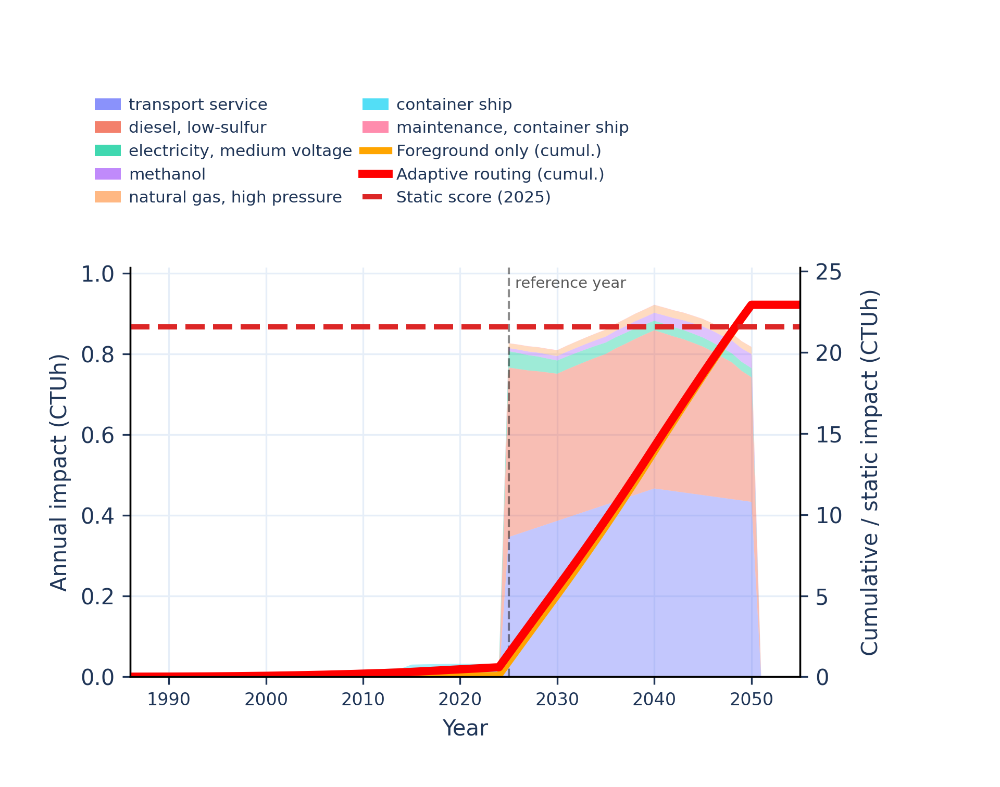 transport service
diesel, low-sulfur
electricity, medium voltage
methanol
natural gas, high pressure
container ship
maintenance, container ship
Foreground only (cumul.)
Adaptive routing (cumul.)
Static score (2025)
Annual impact (CTUh)
1.0
0.8
0.6
0.4
0.2
0.0
reference year
25
20
15
10
5
0
Cumulative / static impact (CTUh)
1990 2000 2010 2020 2030 2040 2050
Year